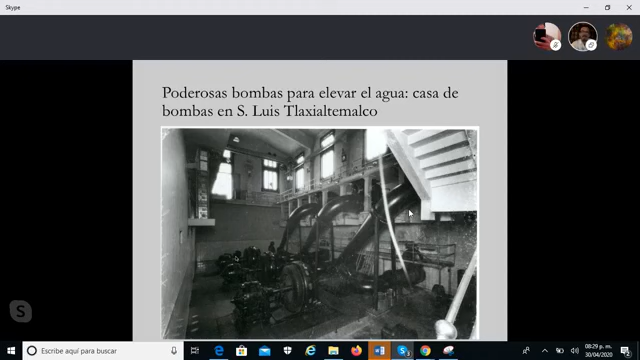 Skype
Poderosas bombas para elevar el agua: casa de
bombas en S. Luis Tlaxialtemalco
Escribe aquí para buscar
08:29 p. m.
30/04/2020